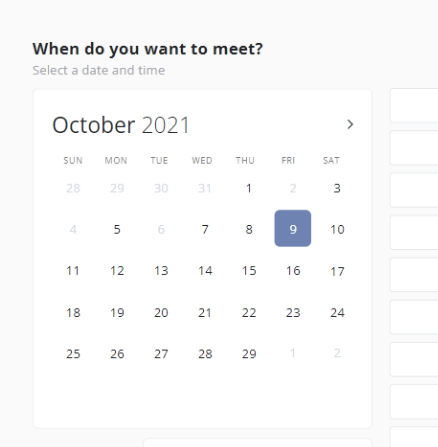 When do you want to meet?
Select a date and time
October 2021
SUN MON TUE WED THU FRI SAT
28 29 30 31 1 2 3
4 5 6 7 8 9 10
11 12 13 14 15 16 17
18 19 20 21 22 23 24
25 26 27 28 29 1 2